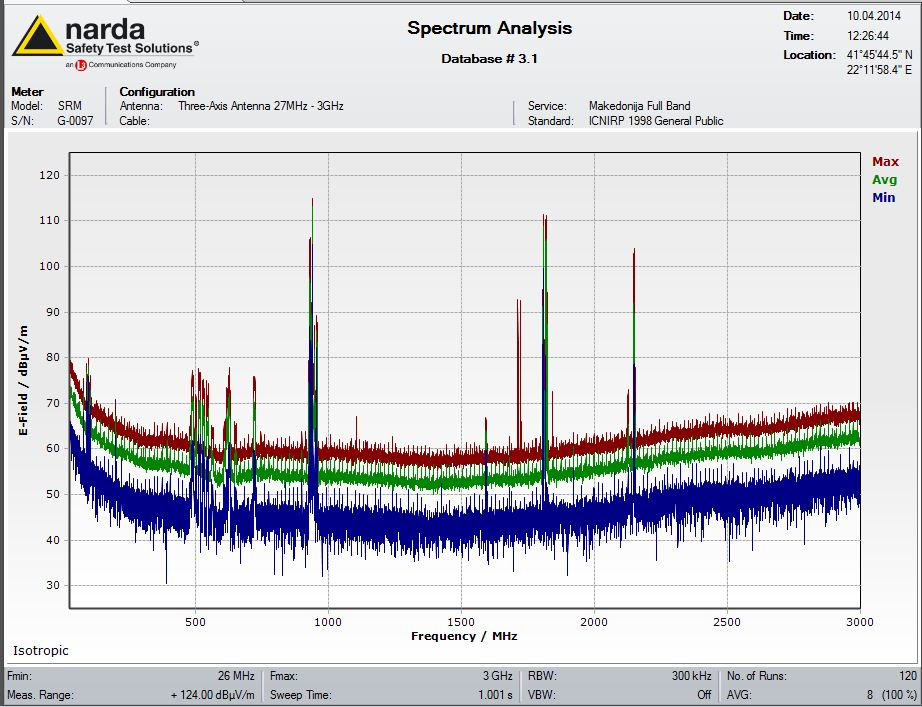 narda
Safety Test Solutions®
an L3 Communications Company
Spectrum Analysis
Database # 3.1
Date: 10.04.2014
Time: 12:26:44
Location: 41°45'44.5" N
22°11'58.4" E
Meter
Model: SRM
S/N: G-0097
Configuration
Antenna: Three-Axis Antenna 27MHz - 3GHz
Cable:
Service: Makedonija Full Band
Standard: ICNIRP 1998 General Public
Max
Avg
Min
E-Field / dBµV/m
120
110
100
90
80
70
60
50
40
30
500 1000 1500 2000 2500 3000
Frequency / MHz
Isotropic
Fmin: 26 MHz Fmax: 3 GHz RBW: 300 kHz No. of Runs: 120
Meas. Range: + 124.00 dBµV/m Sweep Time: 1.001 s VBW: Off AVG: 8 (100 %)